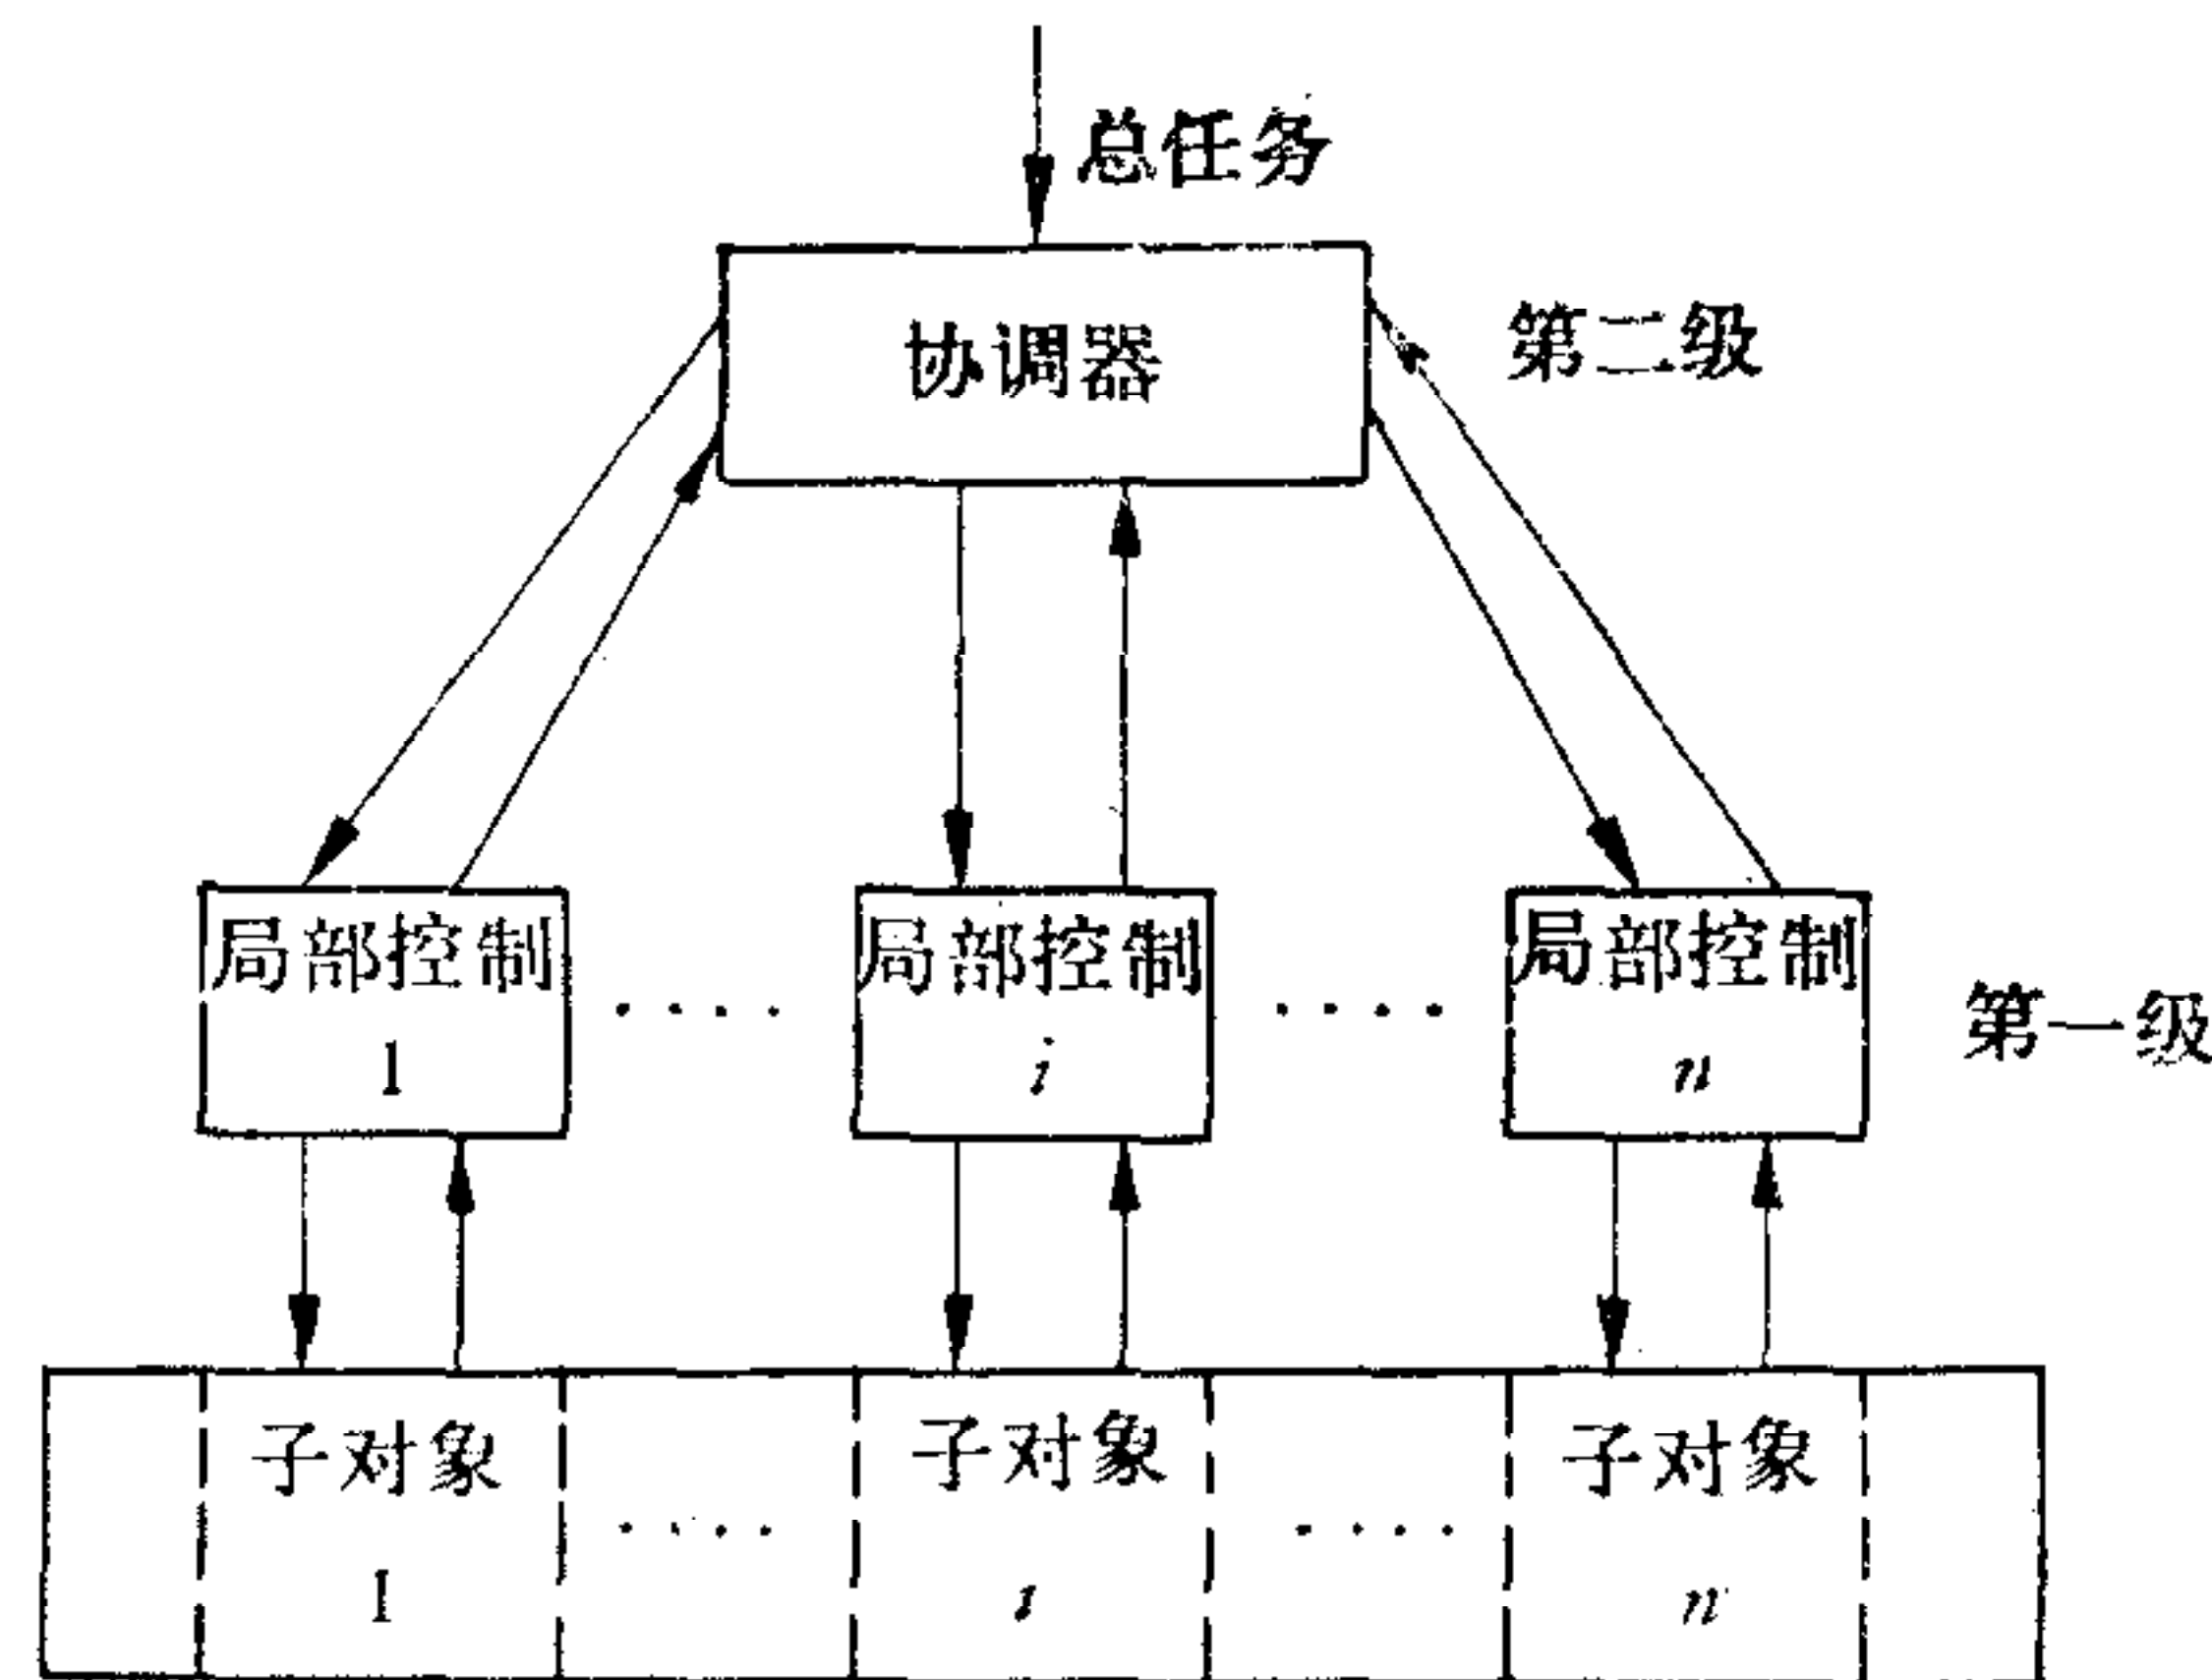 总任务
协调器
第二级
局部控制
1
····
局部控制
i
····
局部控制
n
第一级
子对象
1
····
子对象
i
····
子对象
n